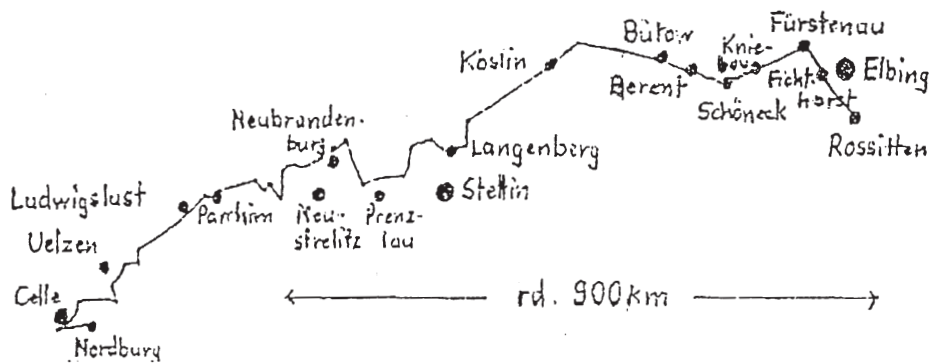 Fürstenau
Bütow
Knie-
bau
Köslin
Elbing
Berent
Ficht-
horst
Schöneck
Neubranden-
burg
Rossitten
Langenberg
Ludwigslust
Stettin
Parchim
Neu-
strelitz
Prenz-
lau
Uelzen
Celle
rd. 900 km
Nordburg